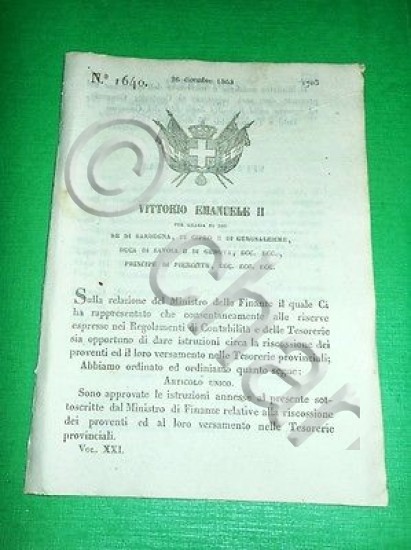 N.° 1640.
VITTORIO EMANUELE II
PER GRAZIA DI DIO
RE DI SARDEGNA, DI CIPRO E DI GERUSALEMME,
DUCA DI SAVOIA E DI GENOVA, ECC. ECC.,
PRINCIPE DI PIEMONTE, ECC. ECC. ECC.
Sulla relazione del Ministro delle Finanze il quale Ci
ha rappresentato che consentaneamente alle riserve
espresse nei Regolamenti di Contabilità e delle Tesorerie
sia opportuno di dare istruzioni circa la riscossione dei
proventi ed il loro versamento nelle Tesorerie provinciali;
Abbiamo ordinato ed ordiniamo quanto segue:
ARTICOLO UNICO.
Sono approvate le istruzioni annesse al presente sot-
toscritte dal Ministro di Finanze relative alla riscossione
dei proventi ed al loro versamento nelle Tesorerie
provinciali.
VOL. XXI.